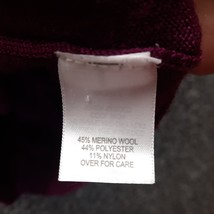 45% MERINO WOOL
44% POLYESTER
11% NYLON
OVER FOR CARE